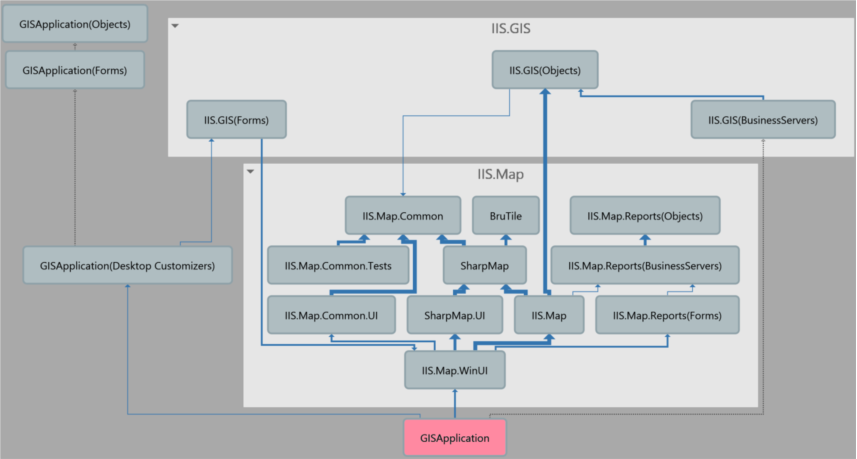 GISApplication(Objects)
IIS.GIS
GISApplication(Forms)
IIS.GIS(Objects)
IIS.GIS(Forms)
IIS.GIS(BusinessServers)
IIS.Map
IIS.Map.Common
BruTile
IIS.Map.Reports(Objects)
GISApplication(Desktop Customizers)
IIS.Map.Common.Tests
SharpMap
IIS.Map.Reports(BusinessServers)
IIS.Map.Common.UI
SharpMap.UI
IIS.Map
IIS.Map.Reports(Forms)
IIS.Map.WinUI
GISApplication